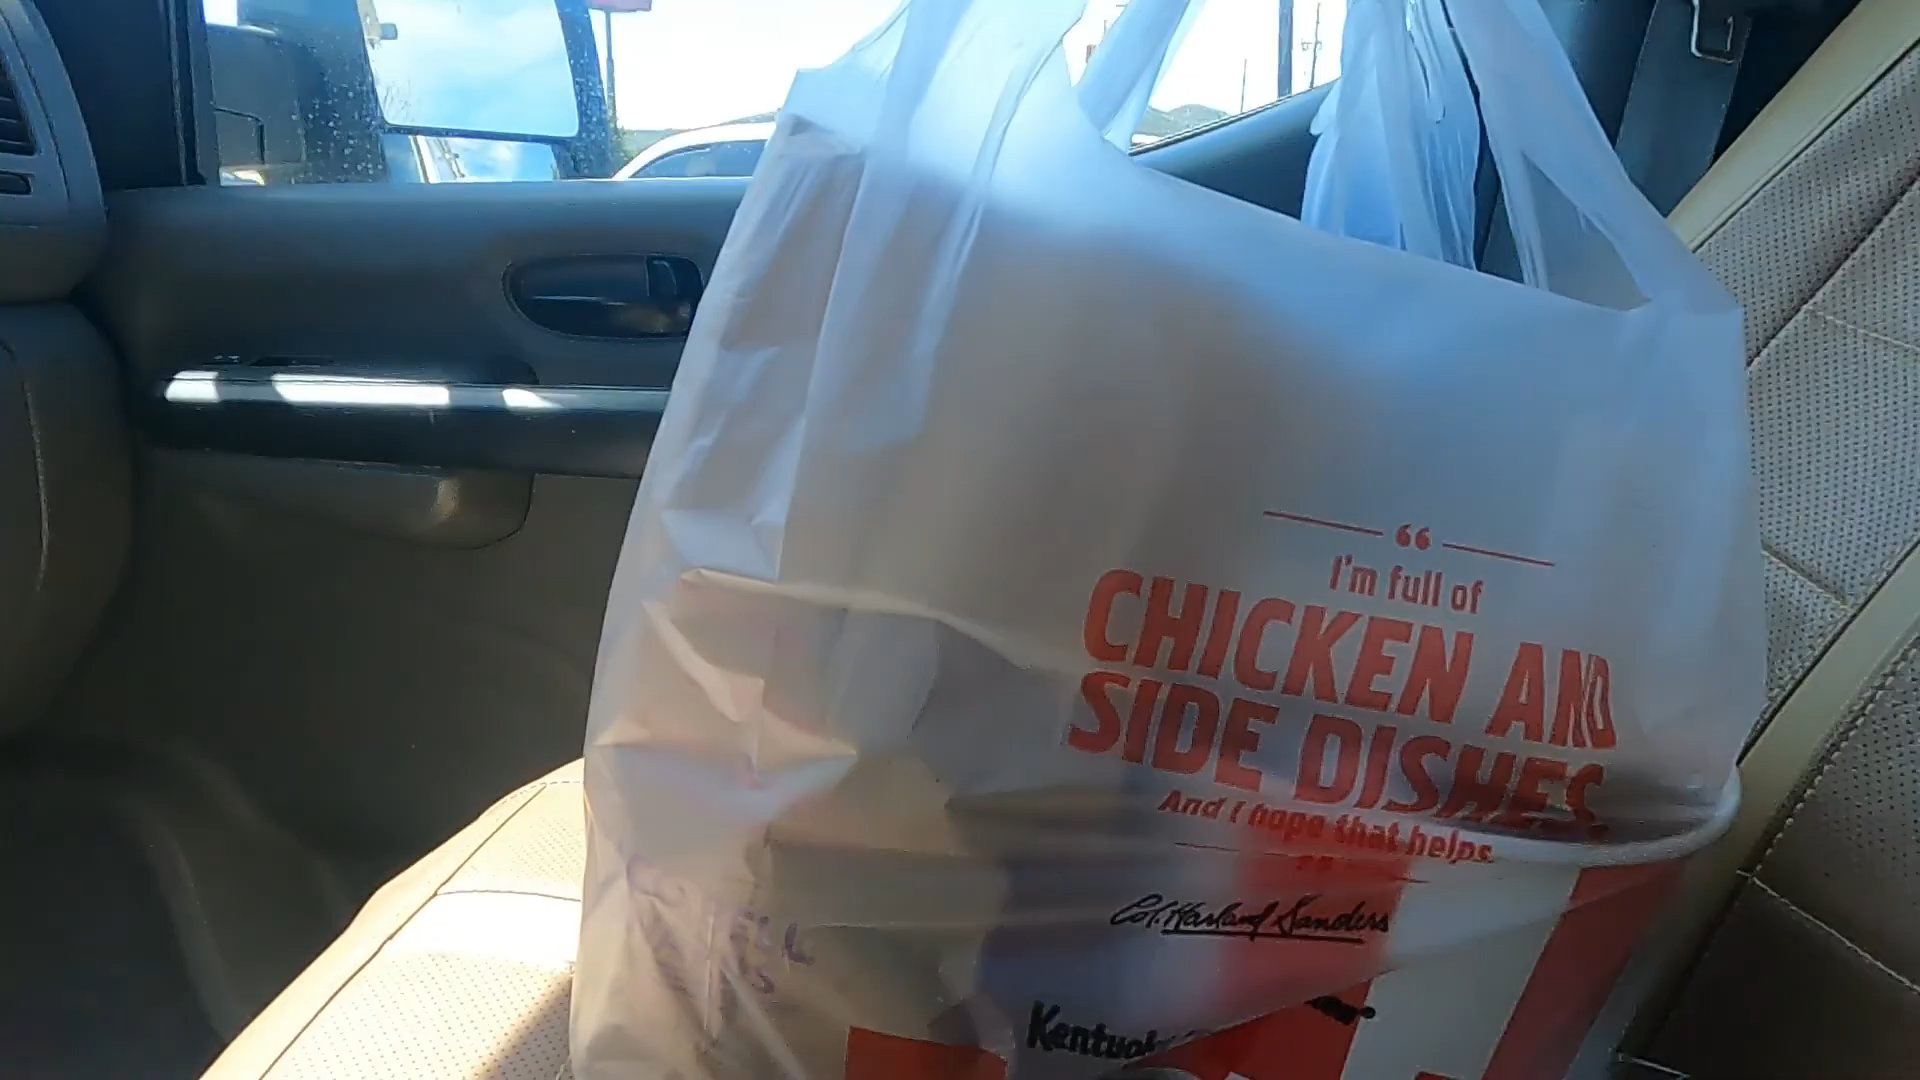 “
I'm full of
CHICKEN AND
SIDE DISHES.
And I hope that helps.
”
Col. Harland Sanders